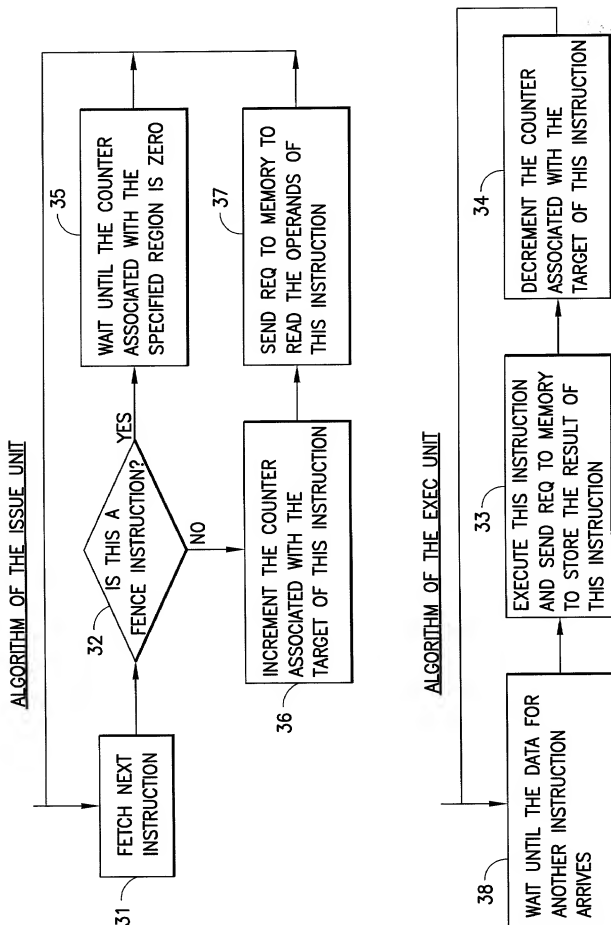 ALGORITHM OF THE ISSUE UNIT
31
FETCH NEXT
INSTRUCTION
32
IS THIS A
FENCE INSTRUCTION?
YES
NO
35
WAIT UNTIL THE COUNTER
ASSOCIATED WITH THE
SPECIFIED REGION IS ZERO
36
INCREMENT THE COUNTER
ASSOCIATED WITH THE
TARGET OF THIS INSTRUCTION
37
SEND REQ TO MEMORY TO
READ THE OPERANDS OF
THIS INSTRUCTION
ALGORITHM OF THE EXEC UNIT
38
WAIT UNTIL THE DATA FOR
ANOTHER INSTRUCTION
ARRIVES
33
EXECUTE THIS INSTRUCTION
AND SEND REQ TO MEMORY
TO STORE THE RESULT OF
THIS INSTRUCTION
34
DECREMENT THE COUNTER
ASSOCIATED WITH THE
TARGET OF THIS INSTRUCTION